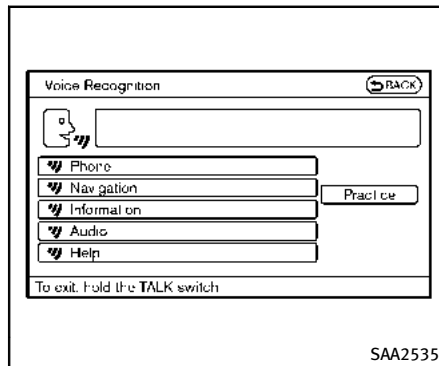 Voice Recognition
BACK
Phone
Navigation
Practice
Information
Audio
Help
To exit, hold the TALK switch
SAA2535